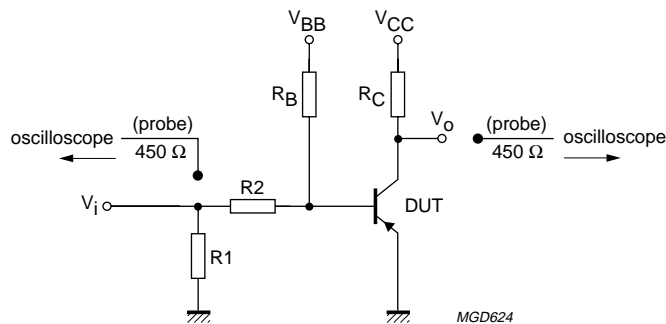 VBB
VCC
RB
RC
Vo
(probe)
oscilloscope
450 Ω
(probe)
oscilloscope
450 Ω
R2
Vi
DUT
R1
MGD624